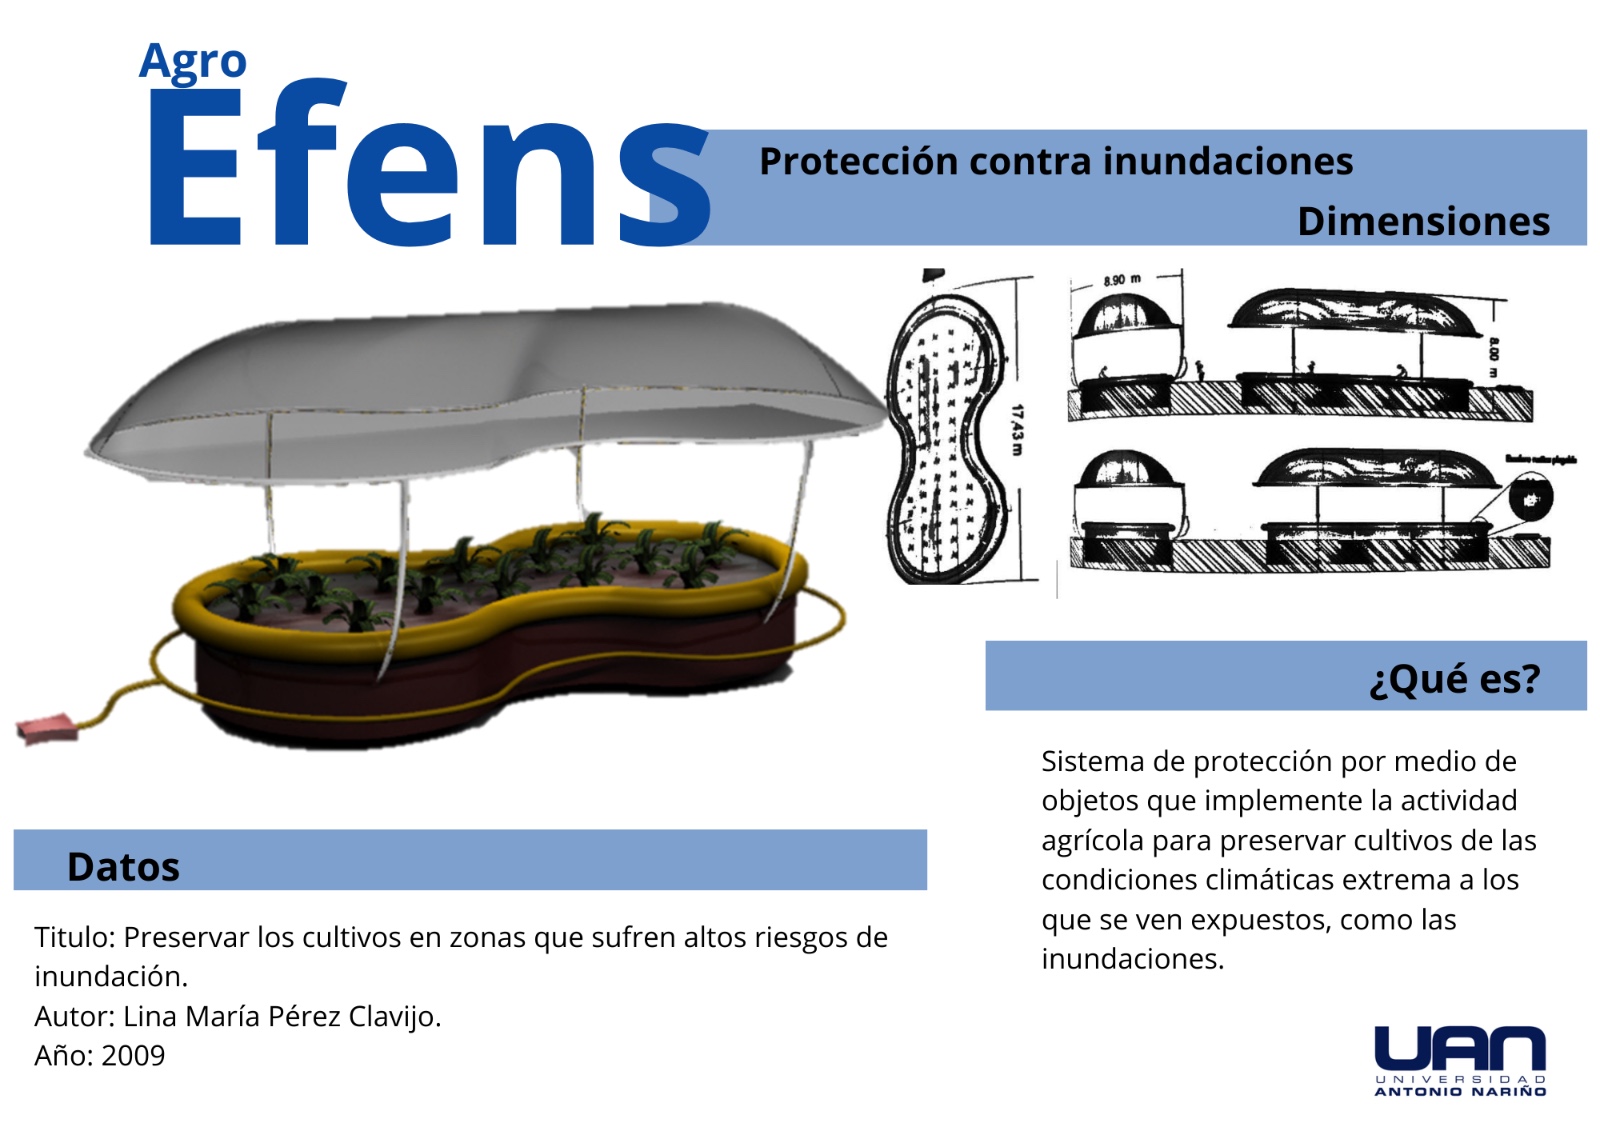 Agro
Efens
Protección contra inundaciones
Dimensiones
8.90 m
17,43 m
8.00 m
¿Qué es?
Sistema de protección por medio de
objetos que implemente la actividad
agrícola para preservar cultivos de las
condiciones climáticas extrema a los
que se ven expuestos, como las
inundaciones.
Datos
Titulo: Preservar los cultivos en zonas que sufren altos riesgos de
inundación.
Autor: Lina María Pérez Clavijo.
Año: 2009
UAN
UNIVERSIDAD
ANTONIO NARIÑO